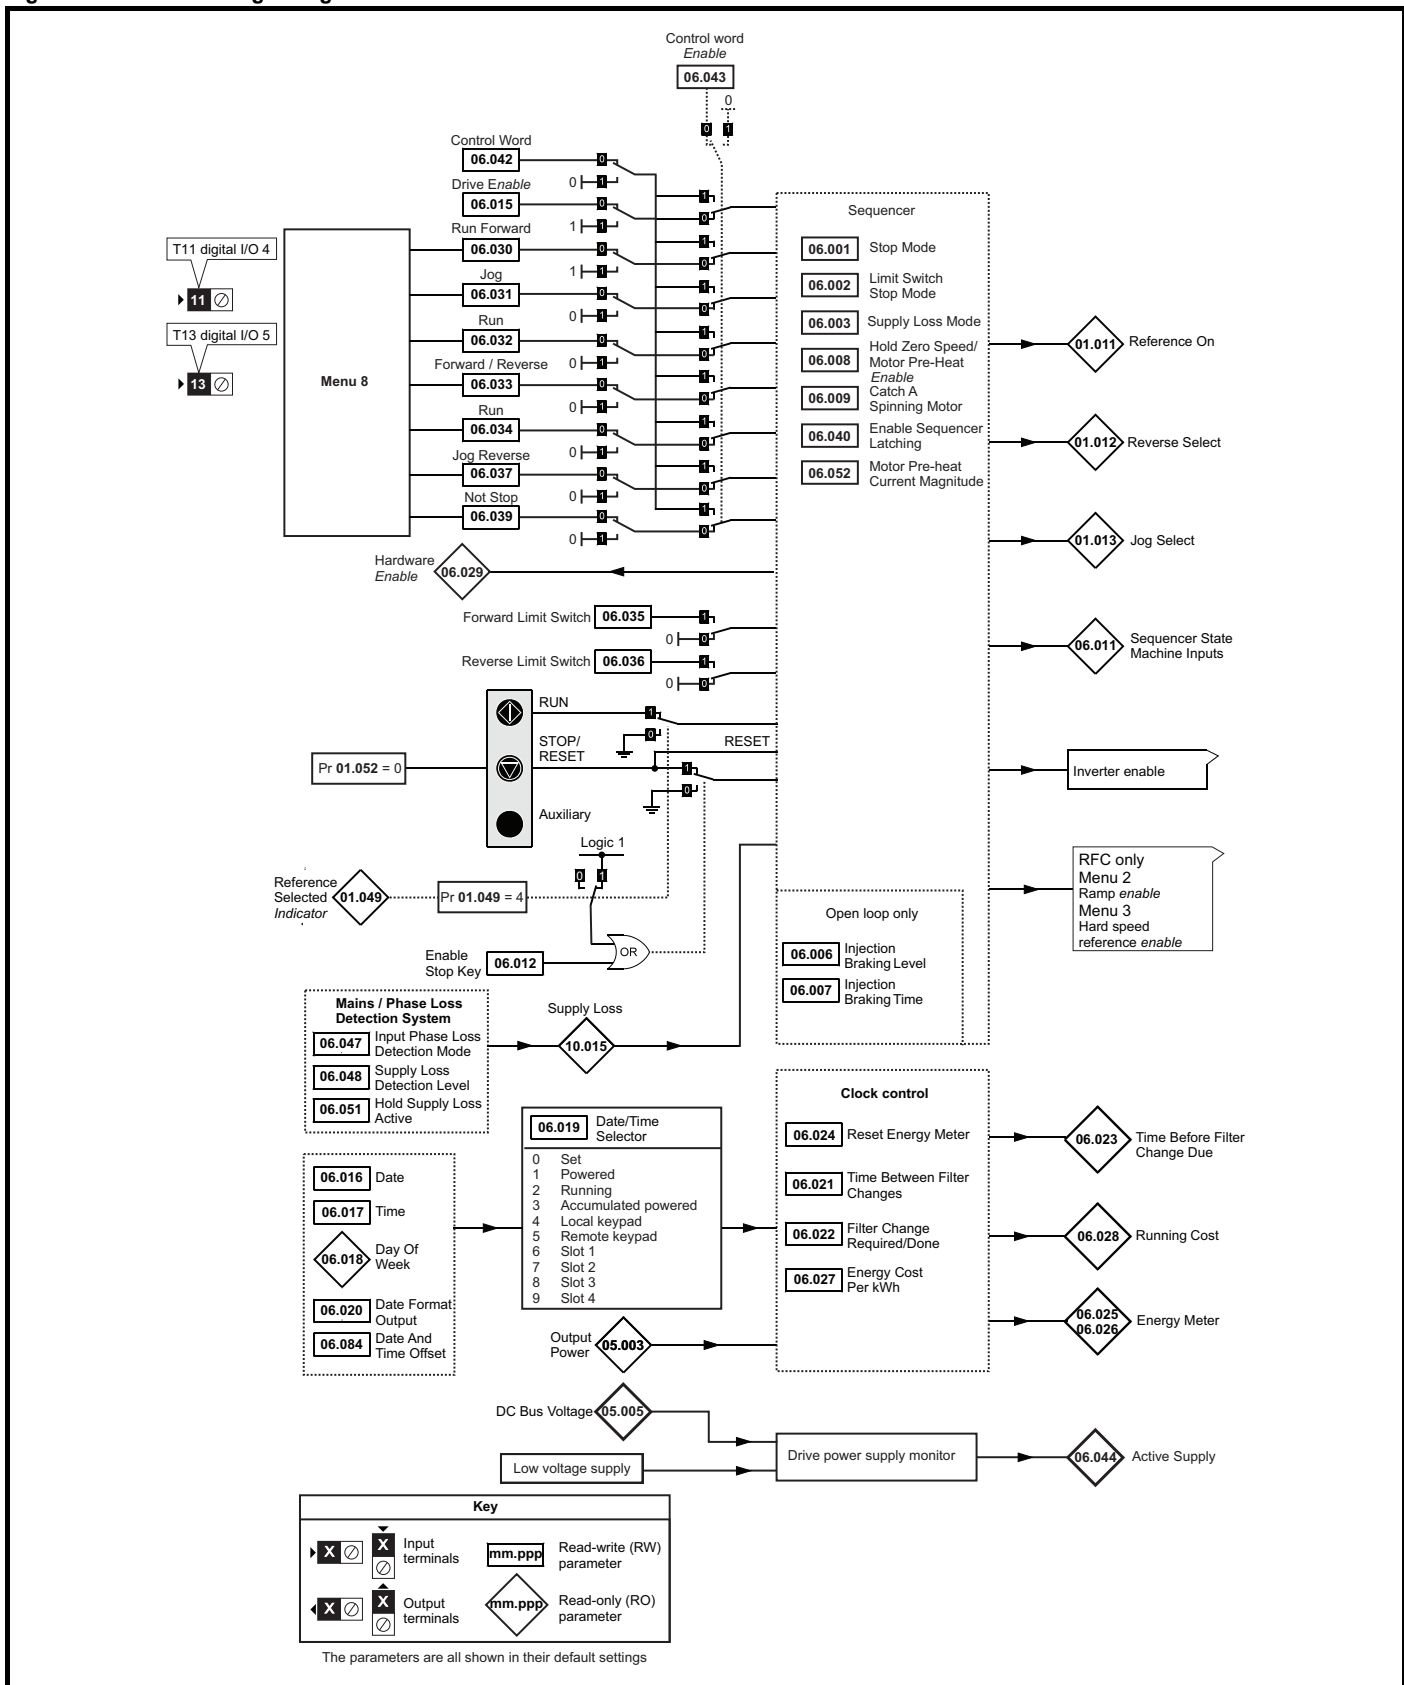 Control word
Enable
06.043
0
0 1
Control Word
06.042
0
0 1
Drive Enable
06.015
0
1 1
1
0
Run Forward
06.030
0
1 1
1
0
Jog
06.031
0
0 1
1
0
Run
06.032
0
0 1
1
0
Forward / Reverse
06.033
0
0 1
1
0
Run
06.034
0
0 1
1
0
Jog Reverse
06.037
0
0 1
1
0
Not Stop
06.039
0
0 1
1
0
T11 digital I/O 4
11
T13 digital I/O 5
13
Menu 8
Hardware
Enable
06.029
Forward Limit Switch 06.035
1
0 0
Reverse Limit Switch 06.036
1
0 0
Sequencer
06.001 Stop Mode
06.002 Limit Switch
Stop Mode
06.003 Supply Loss Mode
06.008 Hold Zero Speed/
Motor Pre-Heat
Enable
06.009 Catch A
Spinning Motor
06.040 Enable Sequencer
Latching
06.052 Motor Pre-heat
Current Magnitude
01.011 Reference On
01.012 Reverse Select
01.013 Jog Select
06.011 Sequencer State
Machine Inputs
Inverter enable
RFC only
Menu 2
Ramp enable
Menu 3
Hard speed
reference enable
RUN
1
0
STOP/
RESET
RESET
1
0
Pr 01.052 = 0
Auxiliary
Logic 1
0 1
Reference
Selected
Indicator
01.049
Pr 01.049 = 4
Enable
Stop Key
06.012
OR
Open loop only
06.006 Injection
Braking Level
06.007 Injection
Braking Time
Mains / Phase Loss
Detection System
06.047 Input Phase Loss
Detection Mode
06.048 Supply Loss
Detection Level
06.051 Hold Supply Loss
Active
Supply Loss
10.015
06.016 Date
06.017 Time
06.018 Day Of
Week
06.020 Date Format
Output
06.084 Date And
Time Offset
06.019 Date/Time
Selector
0 Set
1 Powered
2 Running
3 Accumulated powered
4 Local keypad
5 Remote keypad
6 Slot 1
7 Slot 2
8 Slot 3
9 Slot 4
Output
Power
05.003
Clock control
06.024 Reset Energy Meter
06.021 Time Between Filter
Changes
06.022 Filter Change
Required/Done
06.027 Energy Cost
Per kWh
06.023 Time Before Filter
Change Due
06.028 Running Cost
06.025
06.026
Energy Meter
DC Bus Voltage 05.005
Low voltage supply
Drive power supply monitor
06.044 Active Supply
Key
X X Input
terminals
mm.ppp Read-write (RW)
parameter
X X Output
terminals
mm.ppp Read-only (RO)
parameter
The parameters are all shown in their default settings